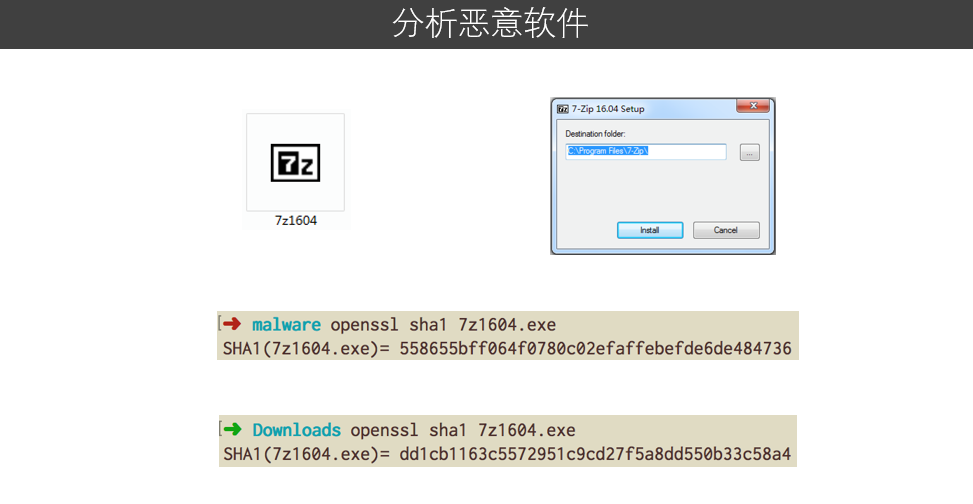 分析恶意软件
7z
7z1604
7z 7-Zip 16.04 Setup
Destination folder:
C:\Program Files\7-Zip\
...
Install
Cancel
[➜ malware openssl sha1 7z1604.exe
SHA1(7z1604.exe)= 558655bff064f0780c02efaffebefde6de484736
[➜ Downloads openssl sha1 7z1604.exe
SHA1(7z1604.exe)= dd1cb1163c5572951c9cd27f5a8dd550b33c58a4